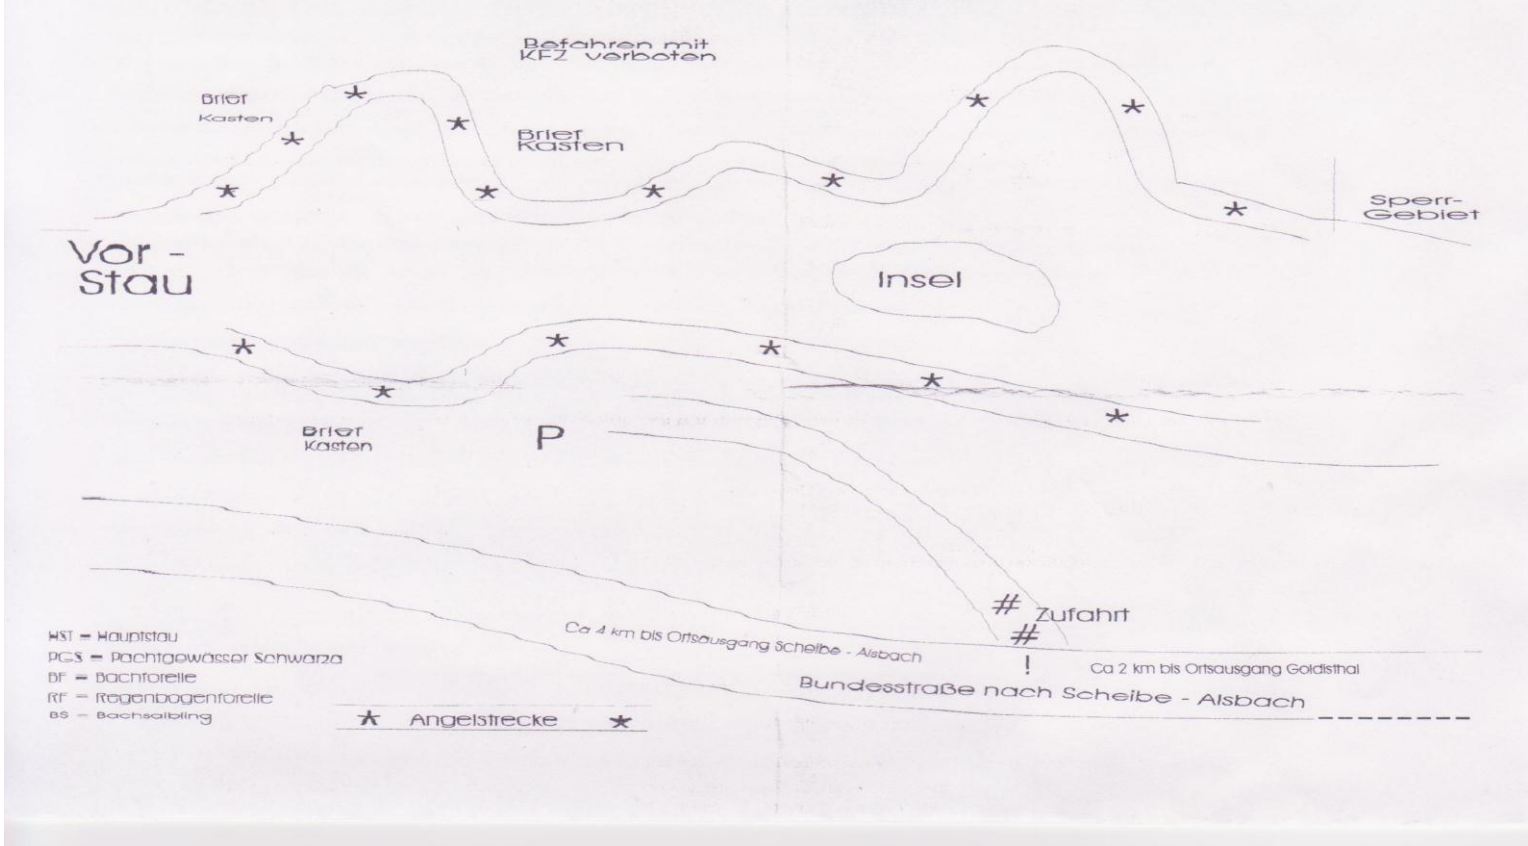 Befahren mit
KFZ verboten
Brief
Kasten
Brief
Kasten
Sperr-
Gebiet
Vor -
Stau
Insel
Brief
Kasten
P
# Zufahrt
#
!
Ca 4 km bis Ortsausgang Scheibe - Alsbach
Ca 2 km bis Ortsausgang Goldisthal
Bundesstraße nach Scheibe - Alsbach
HST = Hauptstau
PGS = Pachtgewässer Schwarza
BF = Bachforelle
RF = Regenbogenforelle
BS = Bachsaibling
* Angelstrecke *